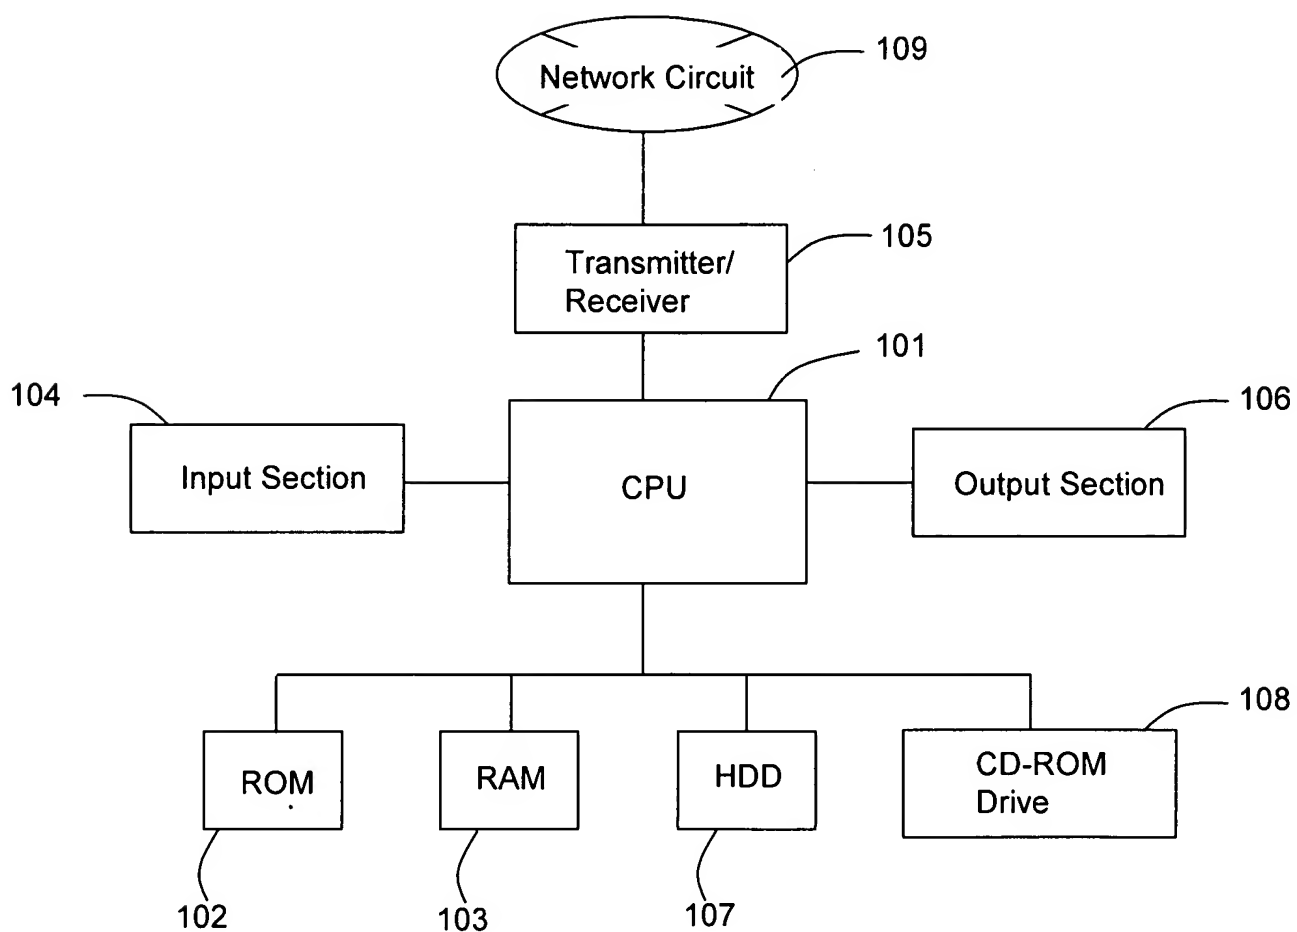 109
Network Circuit
105
Transmitter/
Receiver
101
104
106
Input Section
CPU
Output Section
108
ROM
RAM
HDD
CD-ROM
Drive
102
103
107